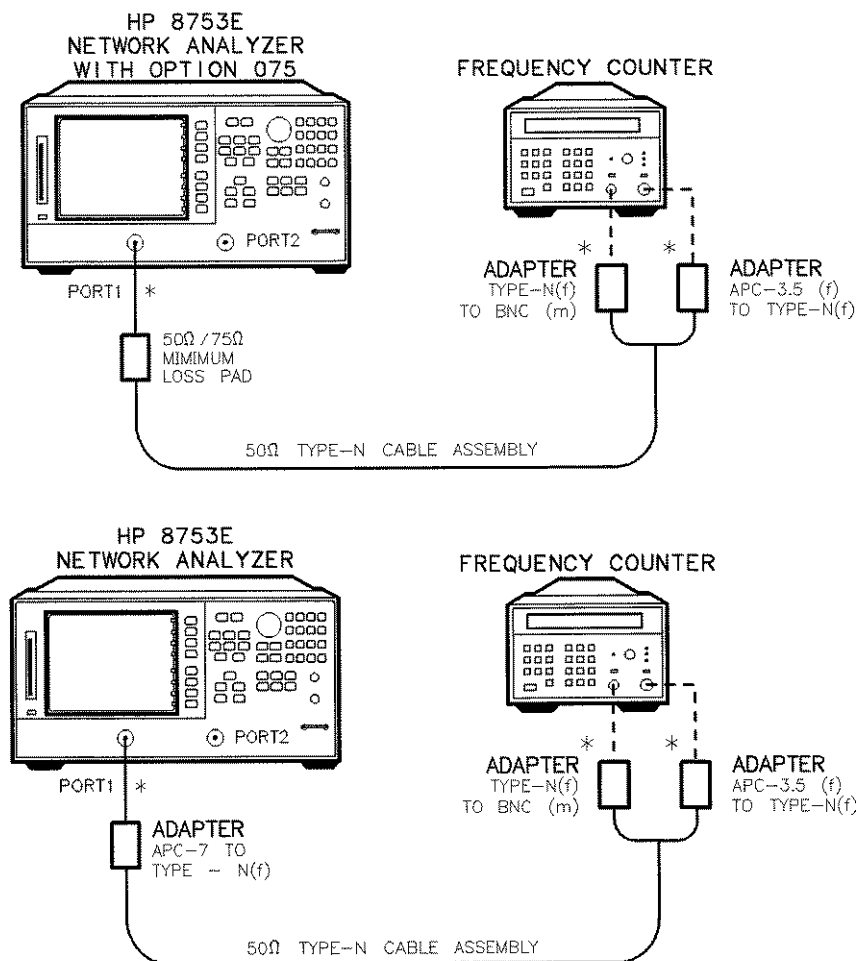 HP 8753E
NETWORK ANALYZER
WITH OPTION 075
FREQUENCY COUNTER
PORT2
PORT1 *
50Ω/75Ω
MIMIMUM
LOSS PAD
*
*
ADAPTER
TYPE-N(f)
TO BNC (m)
ADAPTER
APC-3.5 (f)
TO TYPE-N(f)
50Ω TYPE-N CABLE ASSEMBLY
HP 8753E
NETWORK ANALYZER
FREQUENCY COUNTER
PORT2
PORT1 *
ADAPTER
APC-7 TO
TYPE - N(f)
*
*
ADAPTER
TYPE-N(f)
TO BNC (m)
ADAPTER
APC-3.5 (f)
TO TYPE-N(f)
50Ω TYPE-N CABLE ASSEMBLY